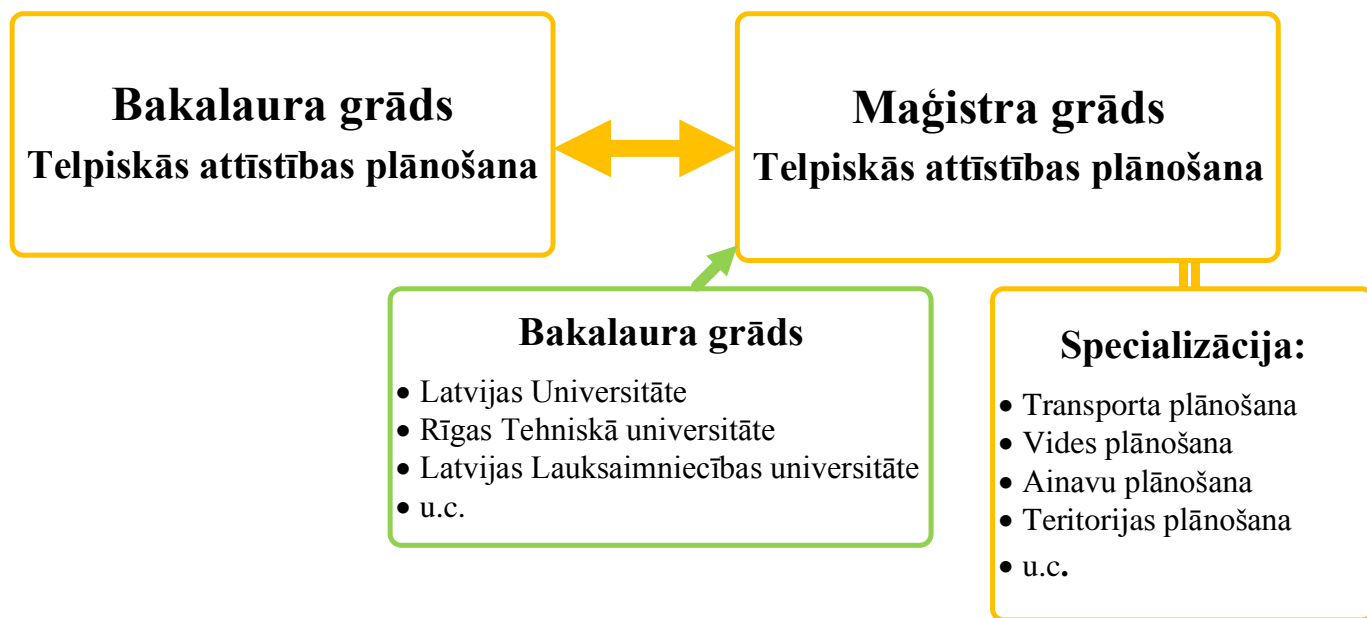 Bakalaura grāds
Telpiskās attīstības plānošana
Maģistra grāds
Telpiskās attīstības plānošana
Bakalaura grāds
• Latvijas Universitāte
• Rīgas Tehniskā universitāte
• Latvijas Lauksaimniecības universitāte
• u.c.
Specializācija:
• Transporta plānošana
• Vides plānošana
• Ainavu plānošana
• Teritorijas plānošana
• u.c.